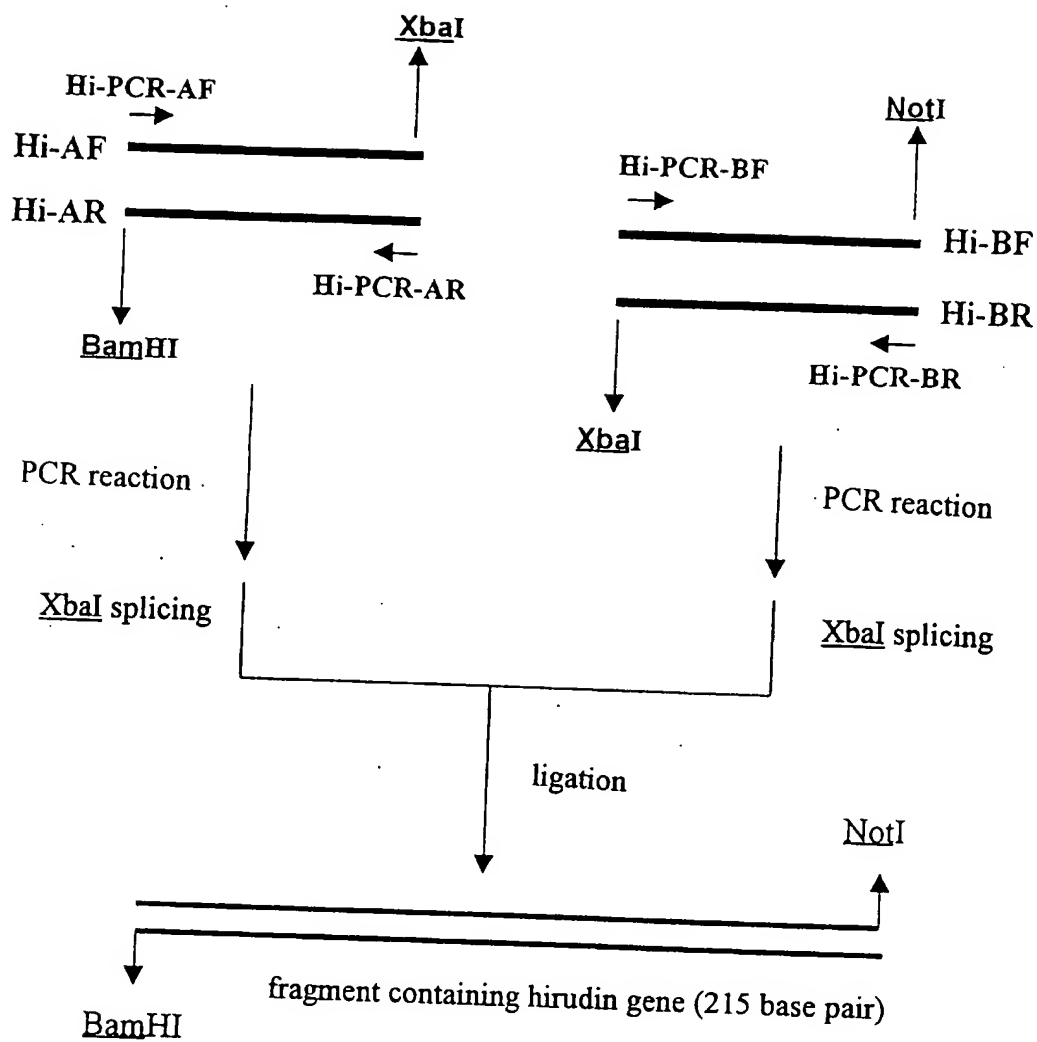 XbaI
Hi-PCR-AF
NotI
Hi-AF
Hi-PCR-BF
Hi-AR
Hi-BF
Hi-PCR-AR
Hi-BR
BamHI
Hi-PCR-BR
XbaI
PCR reaction
PCR reaction
XbaI splicing
XbaI splicing
ligation
NotI
fragment containing hirudin gene (215 base pair)
BamHI